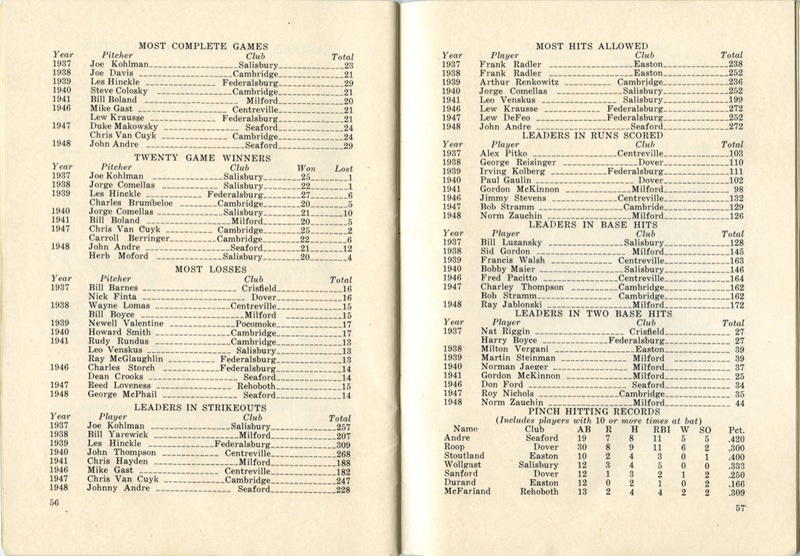 MOST COMPLETE GAMES
Year Pitcher Club Total
1937 Joe Kohlman Salisbury 23
1938 Joe Davis Cambridge 21
1939 Les Hinckle Federalsburg 29
1940 Steve Colosky Cambridge 21
1941 Bill Boland Milford 20
1946 Mike Gast Centreville 21
Lew Krausse Federalsburg 21
1947 Duke Makowsky Seaford 24
Chris Van Cuyk Cambridge 24
1948 John Andre Seaford 29
TWENTY GAME WINNERS
Year Pitcher Club Won Lost
1937 Joe Kohlman Salisbury 25 1
1938 Jorge Comellas Salisbury 22 1
1939 Les Hinckle Federalsburg 27 6
Charles Brumbeloe Cambridge 20 5
1940 Jorge Comellas Salisbury 21 10
1941 Bill Boland Milford 20 5
1947 Chris Van Cuyk Cambridge 25 2
Carroll Berringer Cambridge 22 6
1948 John Andre Seaford 21 12
Herb Moford Salisbury 20 4
MOST LOSSES
Year Pitcher Club Total
1937 Bill Barnes Crisfield 16
Nick Finta Dover 16
1938 Wayne Lomas Centreville 15
Bill Boyce Milford 15
1939 Newell Valentine Pocomoke 17
1940 Howard Smith Cambridge 17
1941 Rudy Rundus Cambridge 13
Leo Venskus Salisbury 13
Ray McGlaughlin Federalsburg 13
1946 Charles Storch Federalsburg 14
Dean Crooks Seaford 14
1947 Reed Loveness Rehoboth 15
1948 George McPhail Seaford 14
LEADERS IN STRIKEOUTS
Year Player Club Total
1937 Joe Kohlman Salisbury 257
1938 Bill Yarewick Milford 207
1939 Les Hinckle Federalsburg 309
1940 John Thompson Centreville 268
1941 Chris Hayden Milford 188
1946 Mike Gast Centreville 182
1947 Chris Van Cuyk Cambridge 247
1948 Johnny Andre Seaford 228
56
MOST HITS ALLOWED
Year Player Club Total
1937 Frank Radler Easton 238
1938 Frank Radler Easton 252
1939 Arthur Renkowitz Cambridge 236
1940 Jorge Comellas Salisbury 252
1941 Leo Venskus Salisbury 199
1946 Lew Krausse Federalsburg 272
1947 Lew DeFeo Federalsburg 252
1948 John Andre Seaford 272
LEADERS IN RUNS SCORED
Year Player Club Total
1937 Alex Pitko Centreville 103
1938 George Reisinger Dover 110
1939 Irving Kolberg Federalsburg 111
1940 Paul Gaulin Dover 102
1941 Gordon McKinnon Milford 98
1946 Jimmy Stevens Centreville 132
1947 Bob Stramm Cambride 129
1948 Norm Zauchin Milford 126
LEADERS IN BASE HITS
Year Player Club Total
1937 Bill Luzansky Salisbury 128
1938 Sid Gordon Milford 145
1939 Francis Walsh Centreville 163
1940 Bobby Maier Salisbury 146
1946 Fred Pacitto Centreville 164
1947 Charley Thompson Cambridge 162
Bob Stramm Cambridge 162
1948 Ray Jablonski Milford 172
LEADERS IN TWO BASE HITS
Year Player Club Total
1937 Nat Riggin Crisfield 27
Harry Boyce Federalsburg 27
1938 Milton Vergani Easton 39
1939 Martin Steinman Milford 39
1940 Norman Jaeger Milford 37
1941 Gordon McKinnon Milford 25
1946 Don Ford Seaford 34
1947 Roy Nichols Cambridge 35
1948 Norm Zauchin Milford 44
PINCH HITTING RECORDS
(Includes players with 10 or more times at bat)
Name Club AB R H RBI W SO Pct.
Andre Seaford 19 7 8 11 5 5 .420
Roop Dover 30 8 9 11 6 2 .300
Stoutland Easton 10 2 4 3 0 1 .400
Wollgast Salisbury 12 3 4 5 0 0 .333
Sanford Dover 12 1 3 2 1 2 .250
Durand Easton 12 0 2 1 0 2 .166
McFarland Rehoboth 13 2 4 4 2 2 .309
57